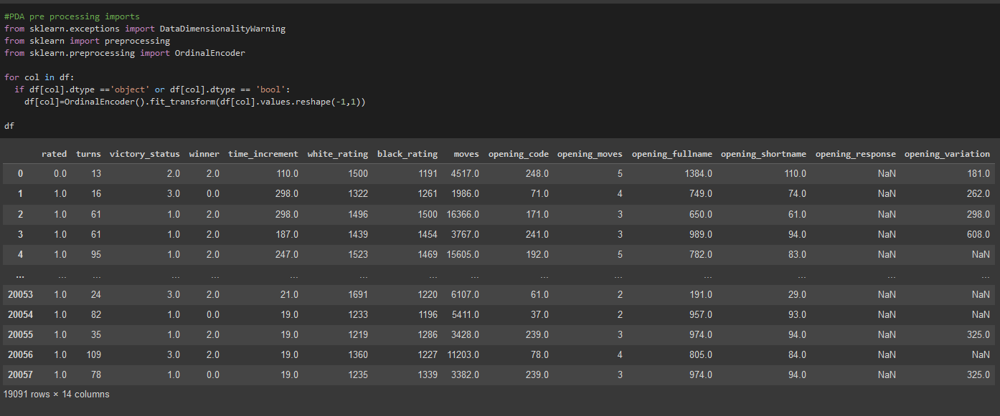 #PDA pre processing imports
from sklearn.exceptions import DataDimensionalityWarning
from sklearn import preprocessing
from sklearn.preprocessing import OrdinalEncoder
for col in df:
if df[col].dtype =='object' or df[col].dtype == 'bool':
df[col]=OrdinalEncoder().fit_transform(df[col].values.reshape(-1,1))
df
rated turns victory_status winner time_increment white_rating black_rating moves opening_code opening_moves opening_fullname opening_shortname opening_response opening_variation
0 0.0 13 2.0 2.0 110.0 1500 1191 4517.0 248.0 5 1384.0 110.0 NaN 181.0
1 1.0 16 3.0 0.0 298.0 1322 1261 1986.0 71.0 4 749.0 74.0 NaN 262.0
2 1.0 61 1.0 2.0 298.0 1496 1500 16366.0 171.0 3 650.0 61.0 NaN 298.0
3 1.0 61 1.0 2.0 187.0 1439 1454 3767.0 241.0 3 989.0 94.0 NaN 608.0
4 1.0 95 1.0 2.0 247.0 1523 1469 15605.0 192.0 5 782.0 83.0 NaN NaN
... ... ... ... ... ... ... ... ... ... ... ... ... ... ...
20053 1.0 24 3.0 2.0 21.0 1691 1220 6107.0 61.0 2 191.0 29.0 NaN NaN
20054 1.0 82 1.0 0.0 19.0 1233 1196 5411.0 37.0 2 957.0 93.0 NaN NaN
20055 1.0 35 1.0 2.0 19.0 1219 1286 3428.0 239.0 3 974.0 94.0 NaN 325.0
20056 1.0 109 3.0 2.0 19.0 1360 1227 11203.0 78.0 4 805.0 84.0 NaN NaN
20057 1.0 78 1.0 0.0 19.0 1235 1339 3382.0 239.0 3 974.0 94.0 NaN 325.0
19091 rows × 14 columns